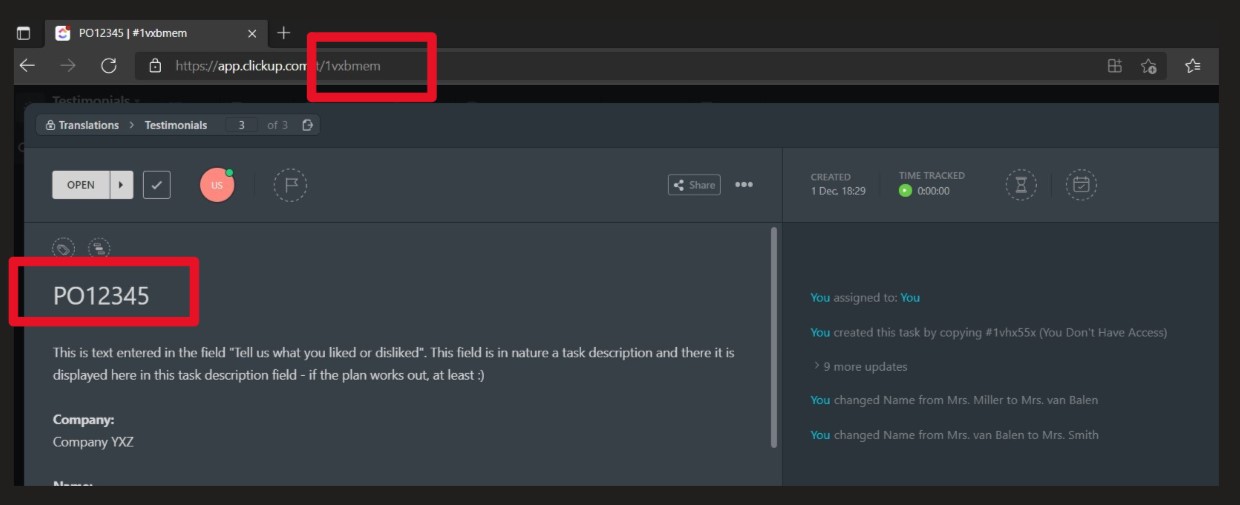 PO12345 | #1vxbmem
https://app.clickup.com/t/1vxbmem
Testimonials
Translations > Testimonials 3 of 3
OPEN
US
Share
CREATED
1 Dec, 18:29
TIME TRACKED
0:00:00
PO12345
This is text entered in the field "Tell us what you liked or disliked". This field is in nature a task description and there it is
displayed here in this task description field - if the plan works out, at least :)
Company:
Company YXZ
Name:
You assigned to: You
You created this task by copying #1vhx55x (You Don't Have Access)
> 9 more updates
You changed Name from Mrs. Miller to Mrs. van Balen
You changed Name from Mrs. van Balen to Mrs. Smith